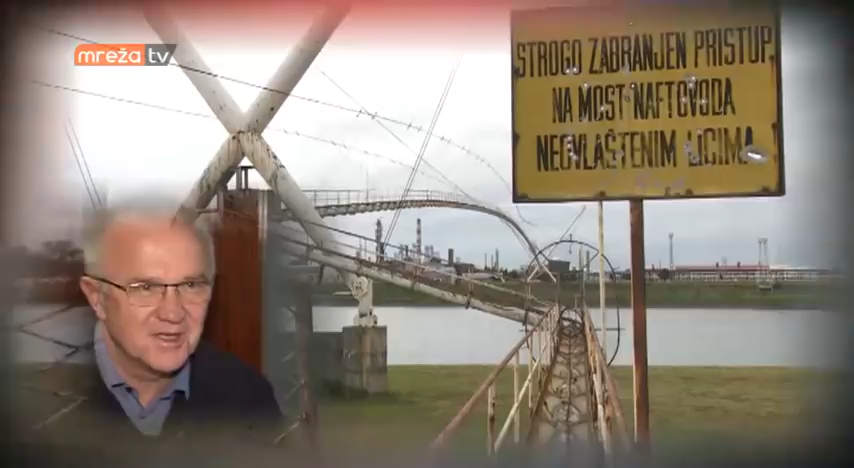 mreža tv
STROGO ZABRANJEN PRISTUP
NA MOST NAFTOVODA
NEOVLAŠTENIM LICIMA